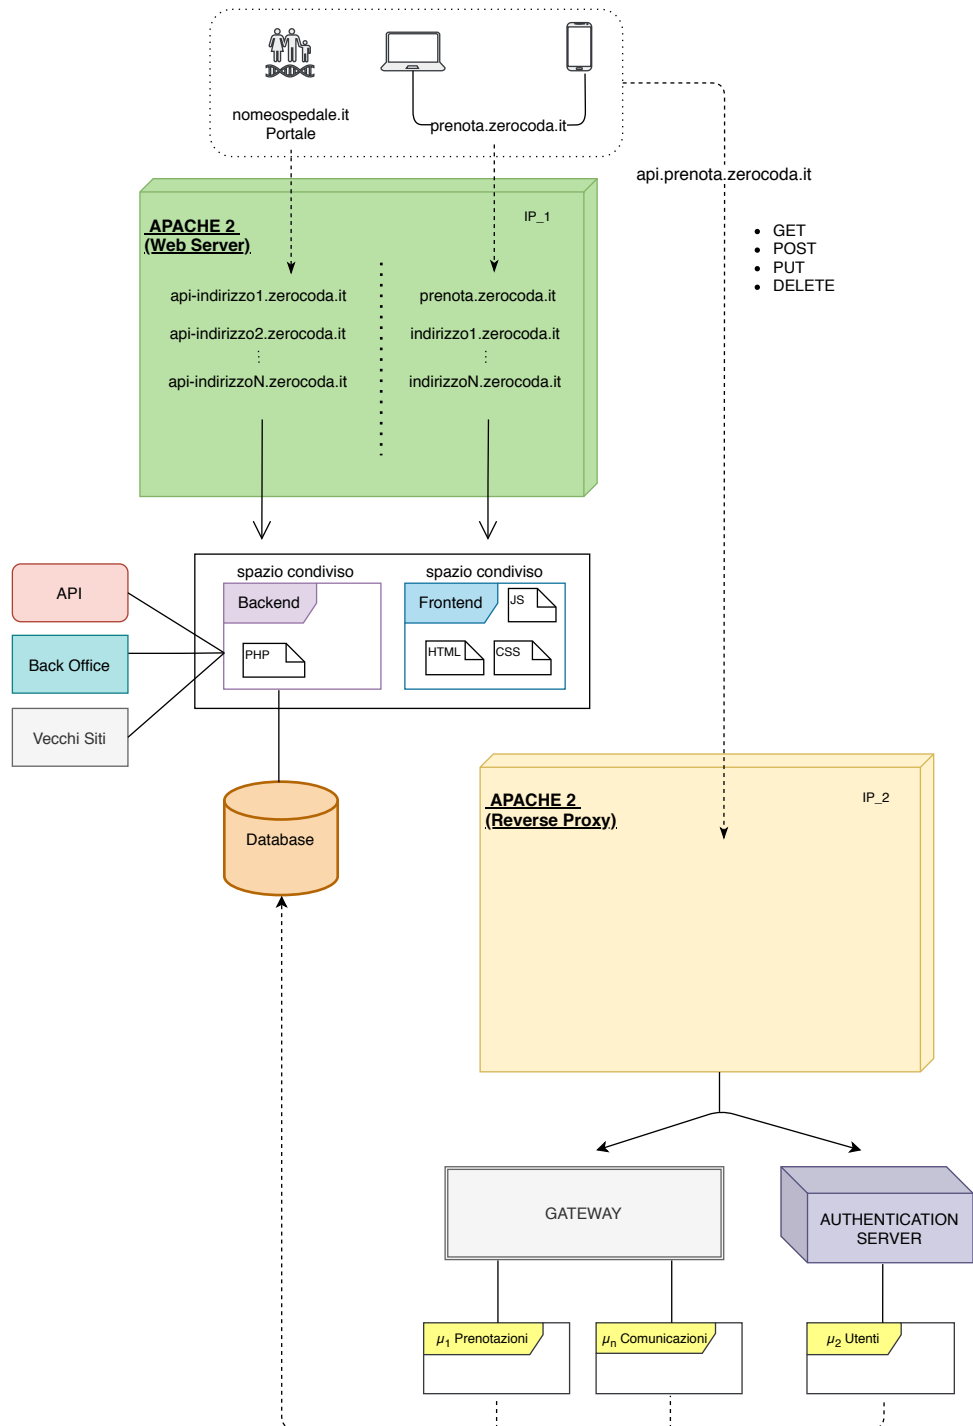 nomeospedale.it
Portale
prenota.zerocoda.it
api.prenota.zerocoda.it
• GET
• POST
• PUT
• DELETE
APACHE 2
(Web Server)
IP_1
api-indirizzo1.zerocoda.it
prenota.zerocoda.it
api-indirizzo2.zerocoda.it
indirizzo1.zerocoda.it
api-indirizzoN.zerocoda.it
indirizzoN.zerocoda.it
spazio condiviso
spazio condiviso
API
Backend
Frontend
JS
Back Office
PHP
HTML
CSS
Vecchi Siti
APACHE 2
(Reverse Proxy)
IP_2
Database
GATEWAY
AUTHENTICATION
SERVER
μ1 Prenotazioni
μn Comunicazioni
μ2 Utenti